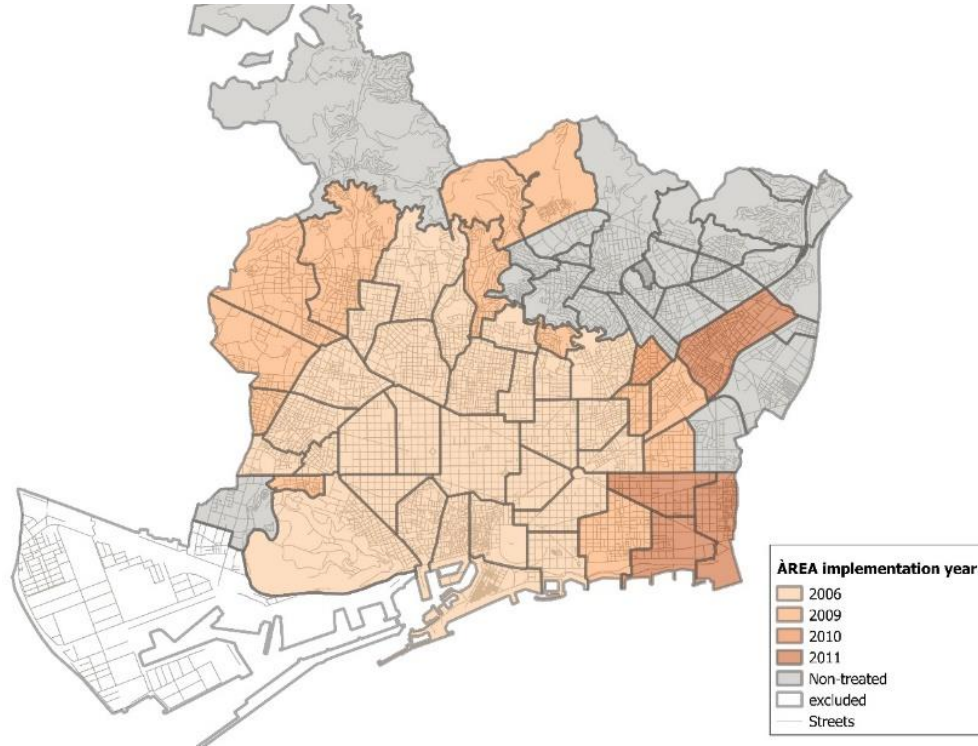 ÀREA implementation year
2006
2009
2010
2011
Non-treated
excluded
Streets